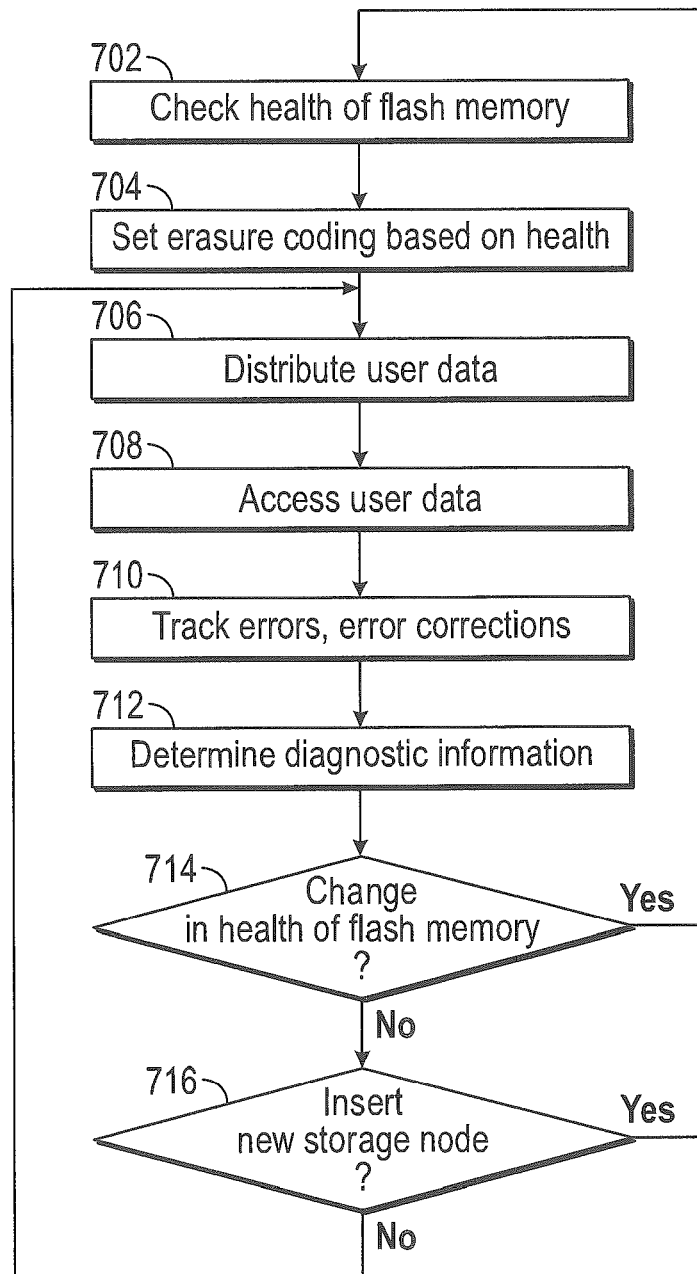 702
Check health of flash memory
704
Set erasure coding based on health
706
Distribute user data
708
Access user data
710
Track errors, error corrections
712
Determine diagnostic information
714
Change
in health of flash memory
?
Yes
No
716
Insert
new storage node
?
Yes
No